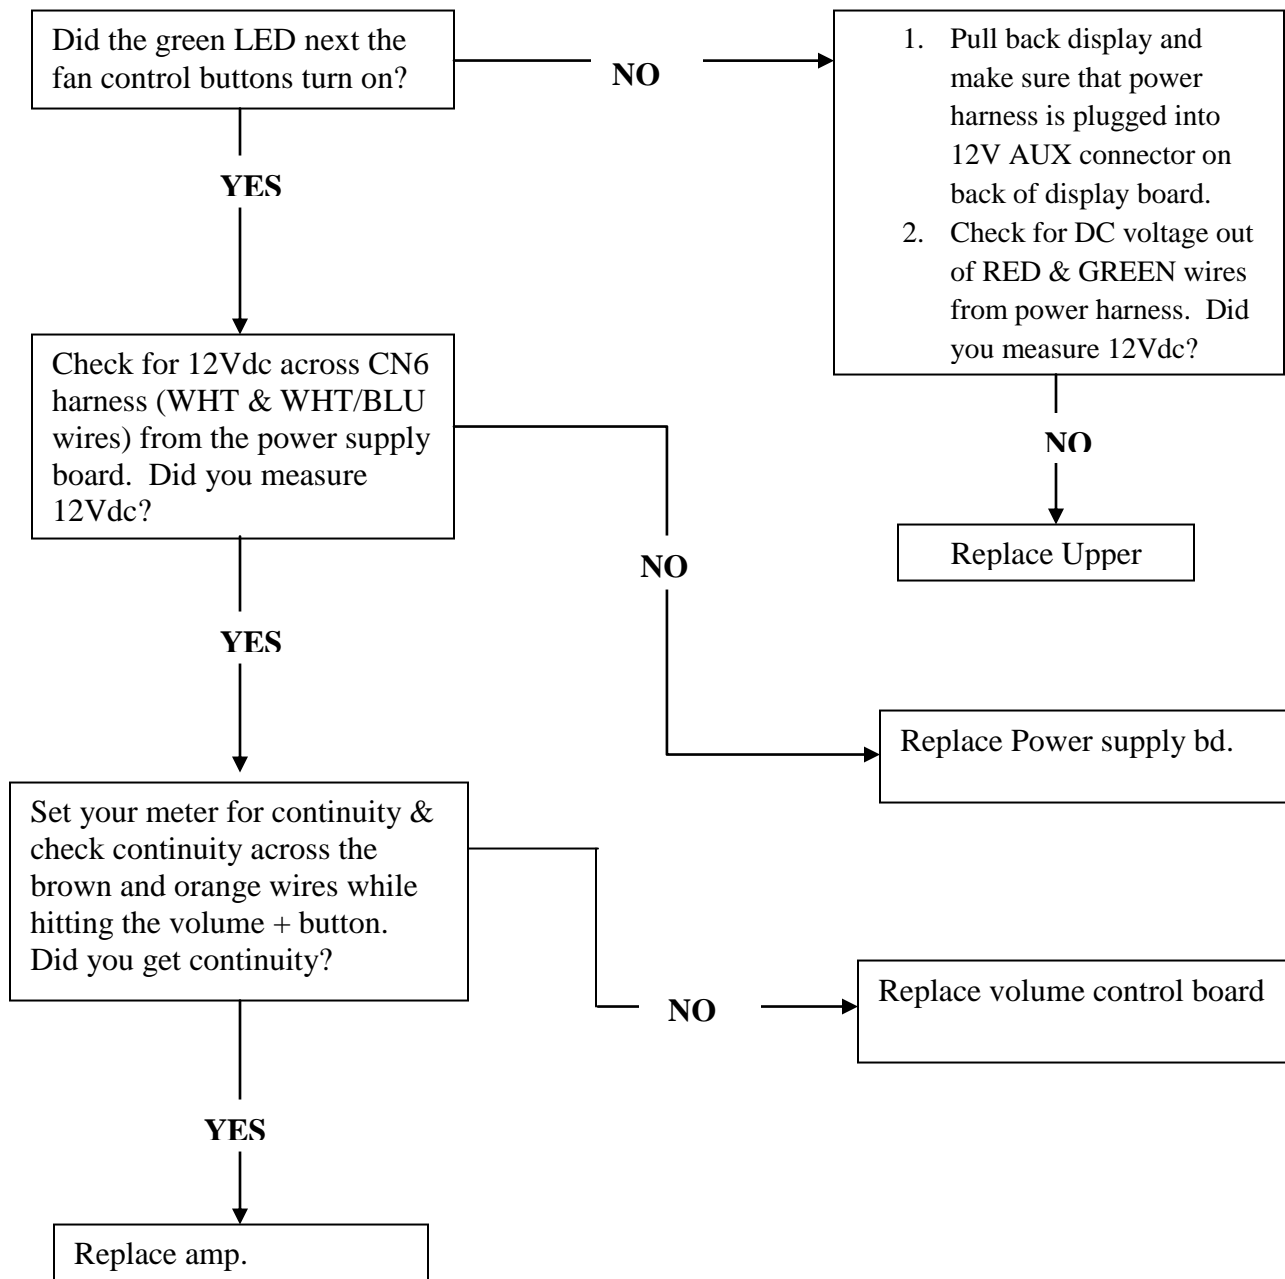 Did the green LED next the
fan control buttons turn on?
NO
1. Pull back display and
make sure that power
harness is plugged into
12V AUX connector on
back of display board.
2. Check for DC voltage out
of RED & GREEN wires
from power harness. Did
you measure 12Vdc?
YES
NO
Replace Upper
Check for 12Vdc across CN6
harness (WHT & WHT/BLU
wires) from the power supply
board. Did you measure
12Vdc?
NO
YES
Replace Power supply bd.
Set your meter for continuity &
check continuity across the
brown and orange wires while
hitting the volume + button.
Did you get continuity?
NO
Replace volume control board
YES
Replace amp.